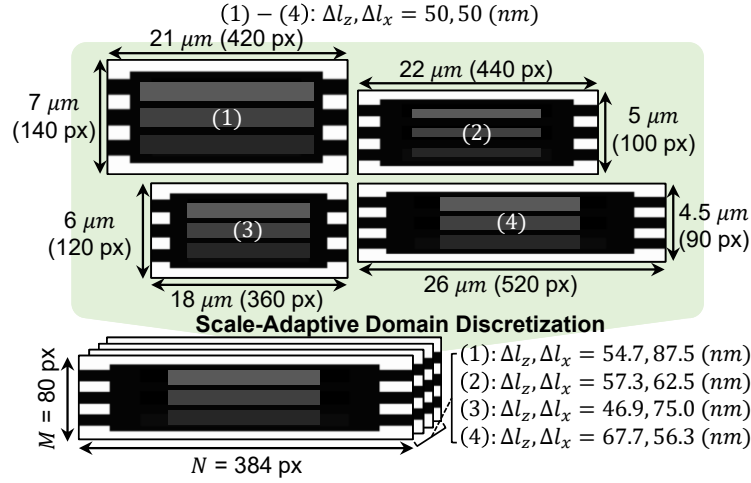 (1) − (4): Δl_z, Δl_x = 50, 50 (nm)
21 μm (420 px)
22 μm (440 px)
7 μm
(140 px)
(1)
(2)
5 μm
(100 px)
6 μm
(120 px)
(3)
(4)
4.5 μm
(90 px)
18 μm (360 px)
26 μm (520 px)
Scale-Adaptive Domain Discretization
M = 80 px
N = 384 px
(1): Δl_z, Δl_x = 54.7, 87.5 (nm)
(2): Δl_z, Δl_x = 57.3, 62.5 (nm)
(3): Δl_z, Δl_x = 46.9, 75.0 (nm)
(4): Δl_z, Δl_x = 67.7, 56.3 (nm)